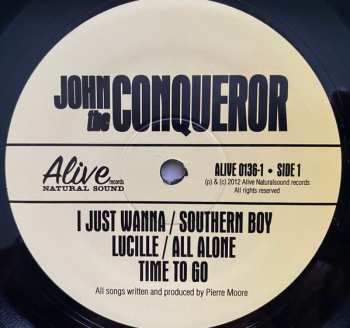 JOHN
the CONQUEROR
Alive records
NATURAL SOUND
ALIVE 0136-1 • SIDE 1
(p) & (c) 2012 Alive Naturalsound records
All rights reserved
I JUST WANNA / SOUTHERN BOY
LUCILLE / ALL ALONE
TIME TO GO
All songs written and produced by Pierre Moore